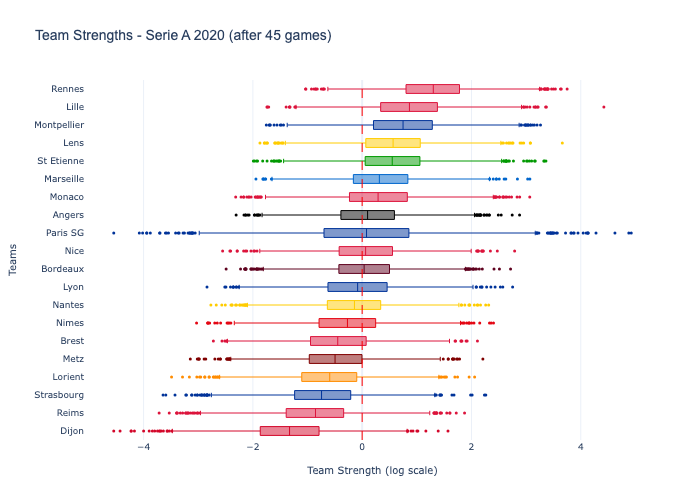 Team Strengths - Serie A 2020 (after 45 games)
Rennes
Lille
Montpellier
Lens
St Etienne
Marseille
Monaco
Angers
Paris SG
Nice
Bordeaux
Lyon
Nantes
Nimes
Brest
Metz
Lorient
Strasbourg
Reims
Dijon
Teams
−4 −2 0 2 4
Team Strength (log scale)